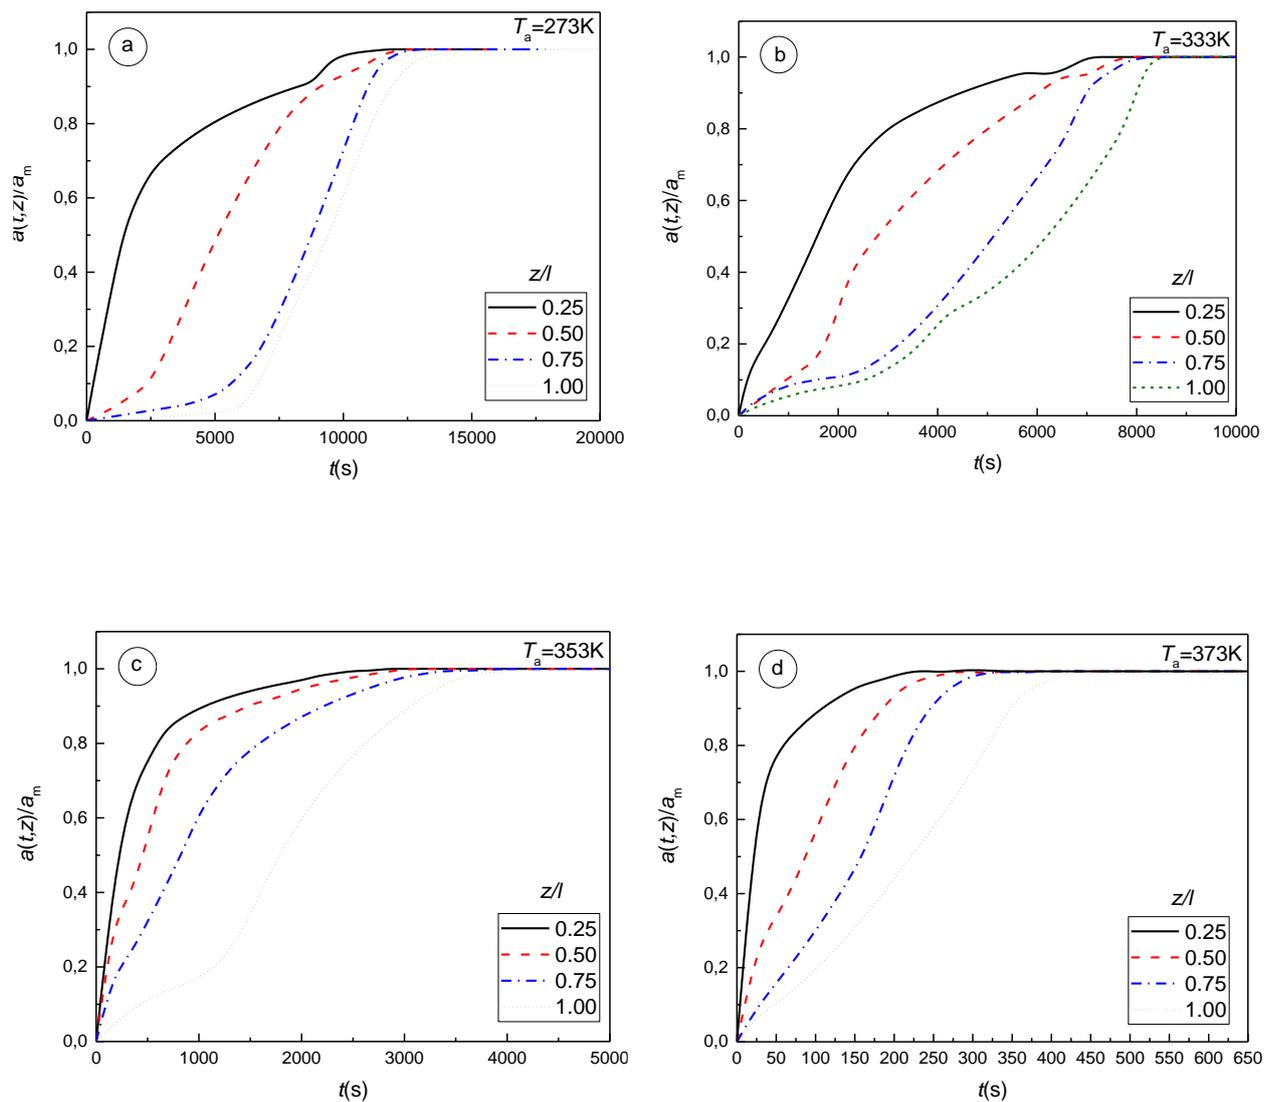 a
Ta=273K
1,0
0,8
0,6
0,4
0,2
0,0
a(t,z)/am
z/l
0.25
0.50
0.75
1.00
0 5000 10000 15000 20000
t(s)
b
Ta=333K
1,0
0,8
0,6
0,4
0,2
0,0
a(t,z)/am
z/l
0.25
0.50
0.75
1.00
0 2000 4000 6000 8000 10000
t(s)
c
Ta=353K
1,0
0,8
0,6
0,4
0,2
0,0
a(t,z)/am
z/l
0.25
0.50
0.75
1.00
0 1000 2000 3000 4000 5000
t(s)
d
Ta=373K
1,0
0,8
0,6
0,4
0,2
0,0
a(t,z)/am
z/l
0.25
0.50
0.75
1.00
0 50 100 150 200 250 300 350 400 450 500 550 600 650
t(s)